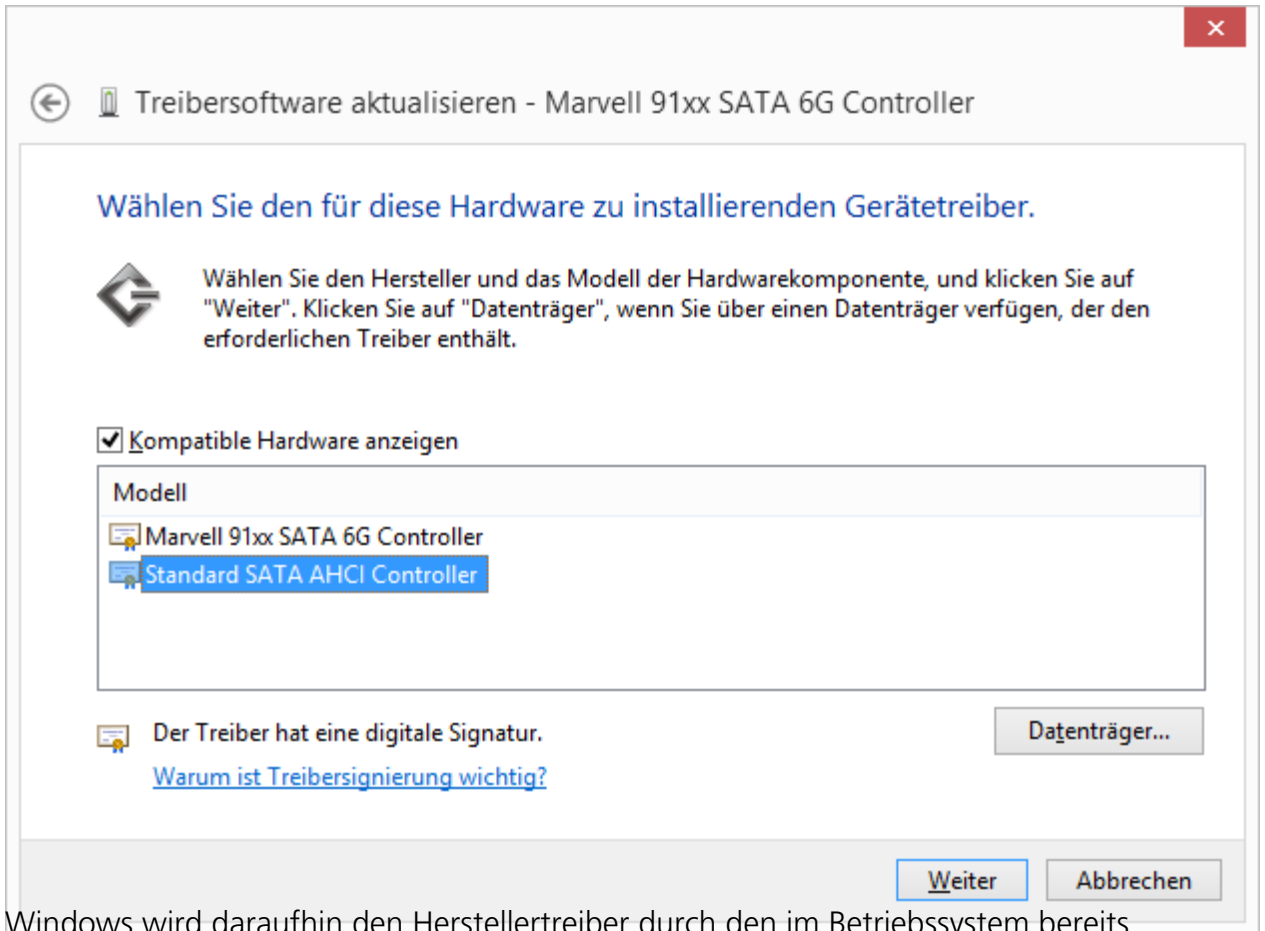 Treibersoftware aktualisieren - Marvell 91xx SATA 6G Controller
Wählen Sie den für diese Hardware zu installierenden Gerätetreiber.
Wählen Sie den Hersteller und das Modell der Hardwarekomponente, und klicken Sie auf
"Weiter". Klicken Sie auf "Datenträger", wenn Sie über einen Datenträger verfügen, der den
erforderlichen Treiber enthält.
Kompatible Hardware anzeigen
Modell
Marvell 91xx SATA 6G Controller
Standard SATA AHCI Controller
Der Treiber hat eine digitale Signatur.
Datenträger...
Warum ist Treibersignierung wichtig?
Weiter
Abbrechen
Windows wird daraufhin den Herstellertreiber durch den im Betriebssystem bereits